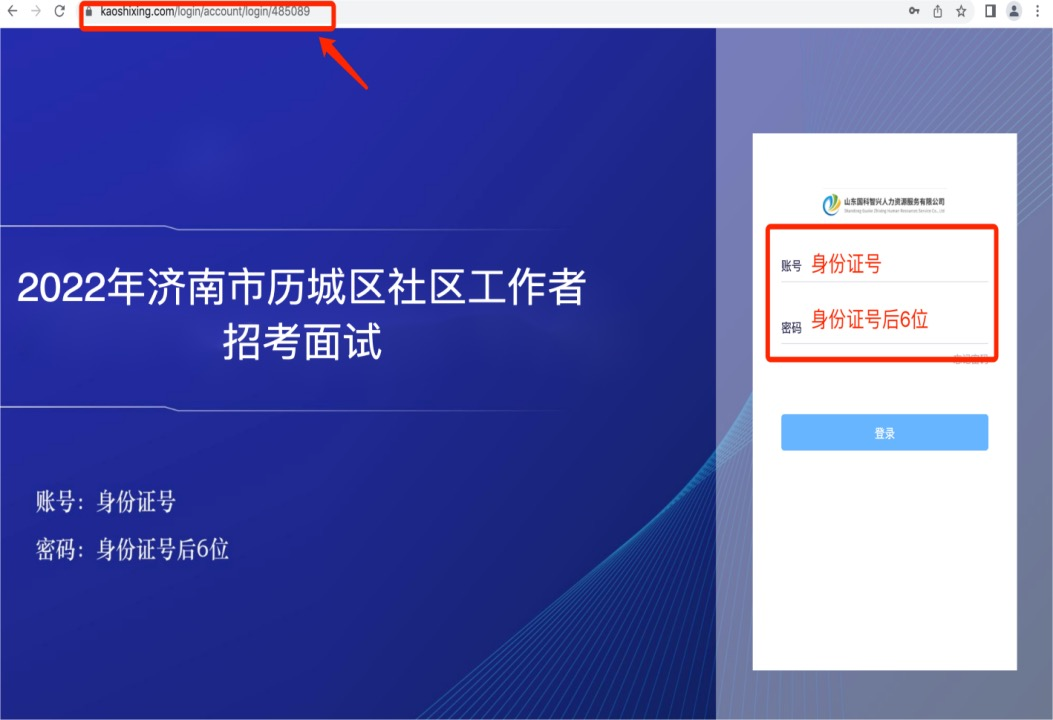 kaoshixing.com/login/account/login/485089
2022年济南市历城区社区工作者
招考面试
账号：身份证号
密码：身份证号后6位
山东国科智兴人力资源服务有限公司
账号 身份证号
密码 身份证号后6位
登录